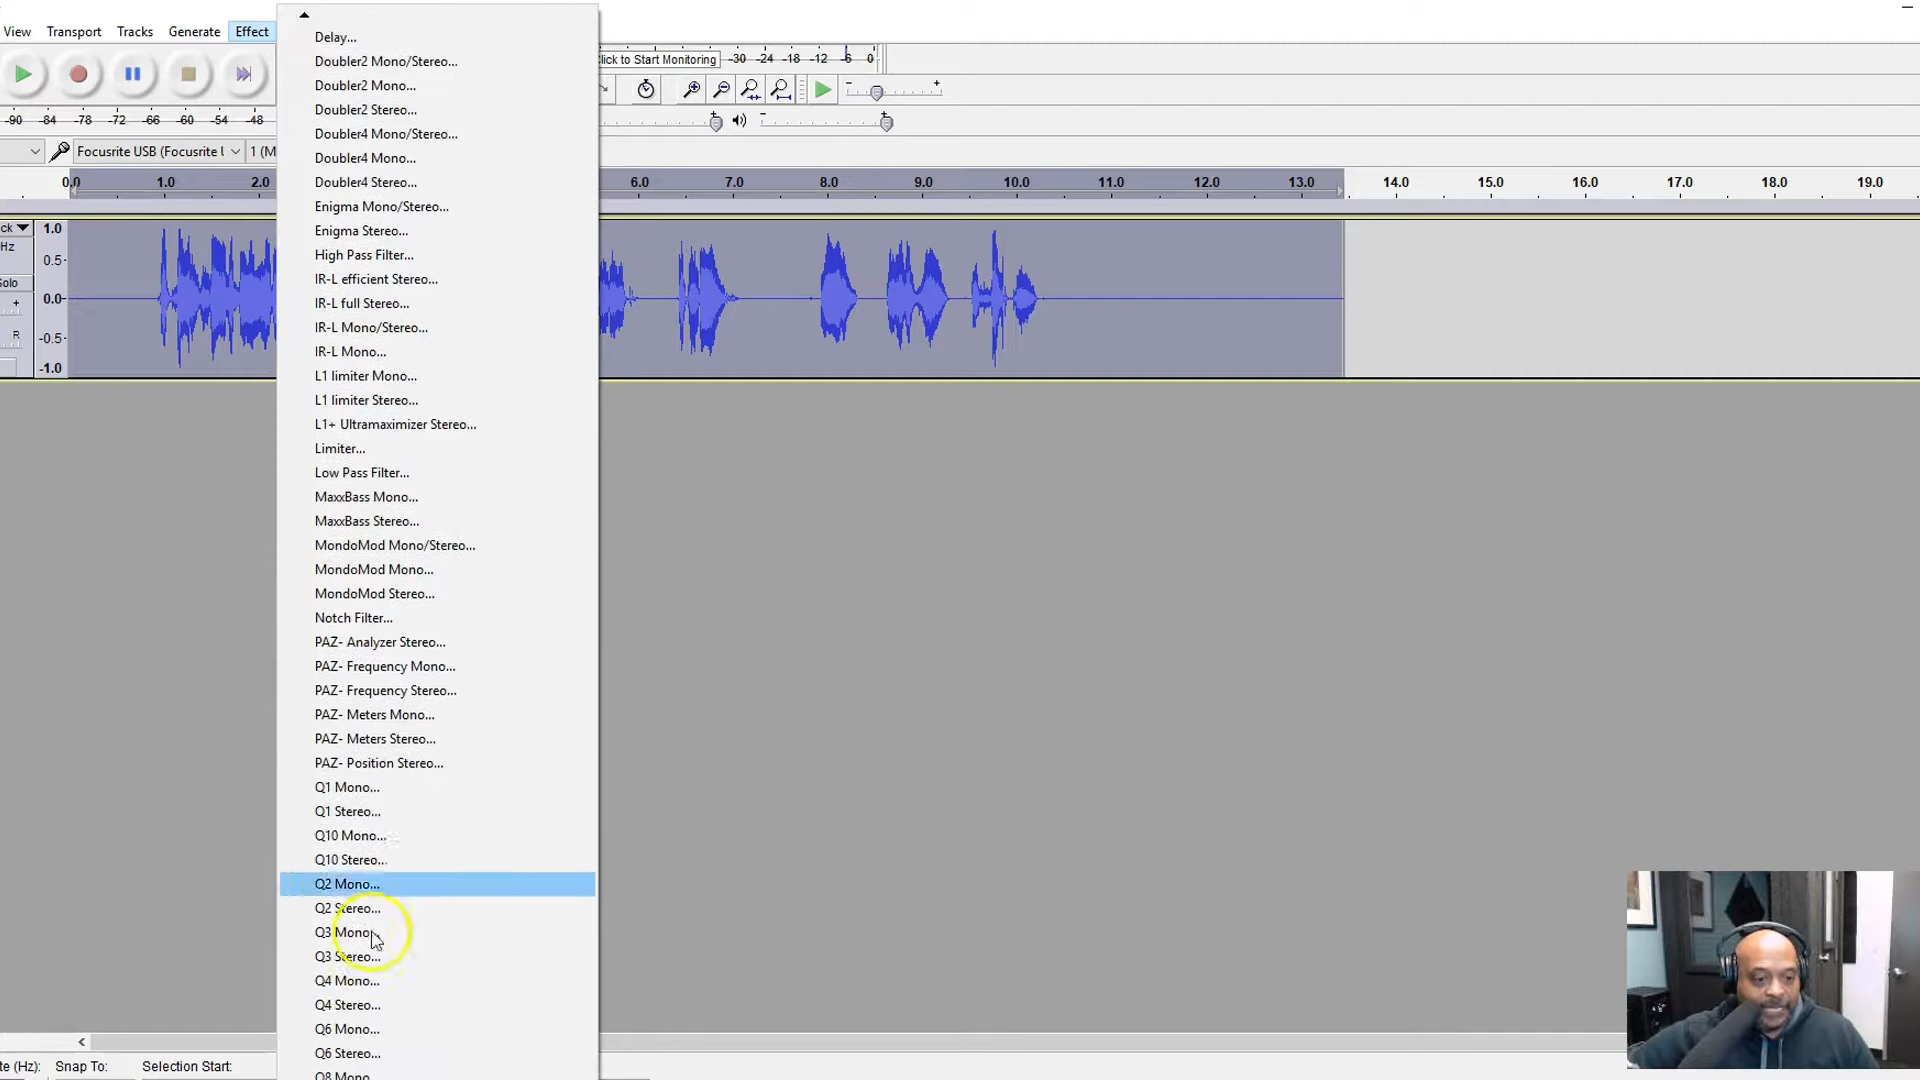 View Transport Tracks Generate Effect
-90 -84 -78 -72 -66 -60 -54 -48
Focusrite USB (Focusrite
lick to Start Monitoring -30 -24 -18 -12 -6 0
0.0 1.0 2.0 6.0 7.0 8.0 9.0 10.0 11.0 12.0 13.0 14.0 15.0 16.0 17.0 18.0 19.0
ck
Hz
olo
R
1.0
0.5
0.0
-0.5
-1.0
Delay...
Doubler2 Mono/Stereo...
Doubler2 Mono...
Doubler2 Stereo...
Doubler4 Mono/Stereo...
Doubler4 Mono...
Doubler4 Stereo...
Enigma Mono/Stereo...
Enigma Stereo...
High Pass Filter...
IR-L efficient Stereo...
IR-L full Stereo...
IR-L Mono/Stereo...
IR-L Mono...
L1 limiter Mono...
L1 limiter Stereo...
L1+ Ultramaximizer Stereo...
Limiter...
Low Pass Filter...
MaxxBass Mono...
MaxxBass Stereo...
MondoMod Mono/Stereo...
MondoMod Mono...
MondoMod Stereo...
Notch Filter...
PAZ- Analyzer Stereo...
PAZ- Frequency Mono...
PAZ- Frequency Stereo...
PAZ- Meters Mono...
PAZ- Meters Stereo...
PAZ- Position Stereo...
Q1 Mono...
Q1 Stereo...
Q10 Mono...
Q10 Stereo...
Q2 Mono...
Q2 Stereo...
Q3 Mono...
Q3 Stereo...
Q4 Mono...
Q4 Stereo...
Q6 Mono...
Q6 Stereo...
Q8 Mono
te (Hz): Snap To: Selection Start: